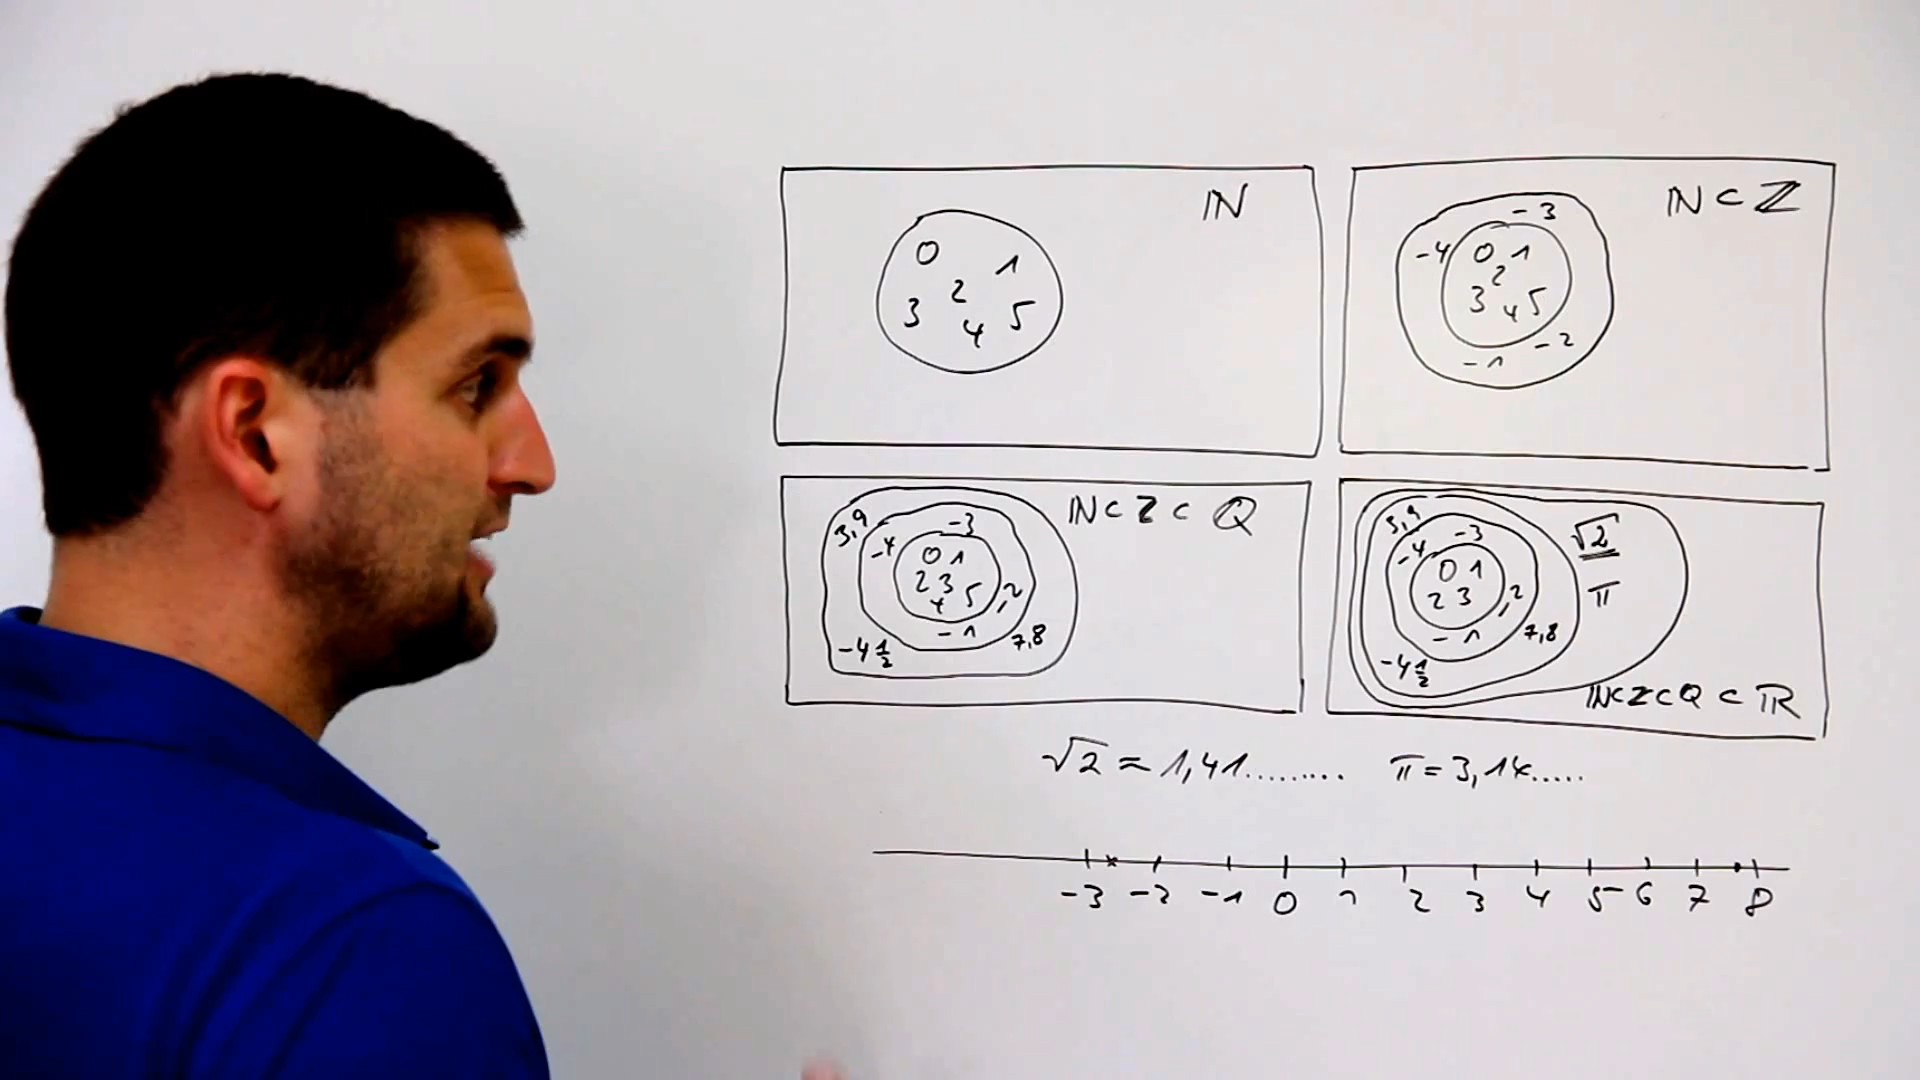 ℕ
0 1
2
3 4 5
ℕ ⊂ ℤ
-3
-4 0 1
2
3 4 5
-2
-1
ℕ ⊂ ℤ ⊂ ℚ
3,9 -3
-4 0 1
2 3
4 5 -2
-1
-4 1/2 7,8
3,9 -3 √2
-4 0 1
2 3 -2 π
-1 7,8
-4 1/2
ℕ ⊂ ℤ ⊂ ℚ ⊂ ℝ
√2 ≈ 1,41......... π = 3,14.....
-3 -2 -1 0 1 2 3 4 5 6 7 8